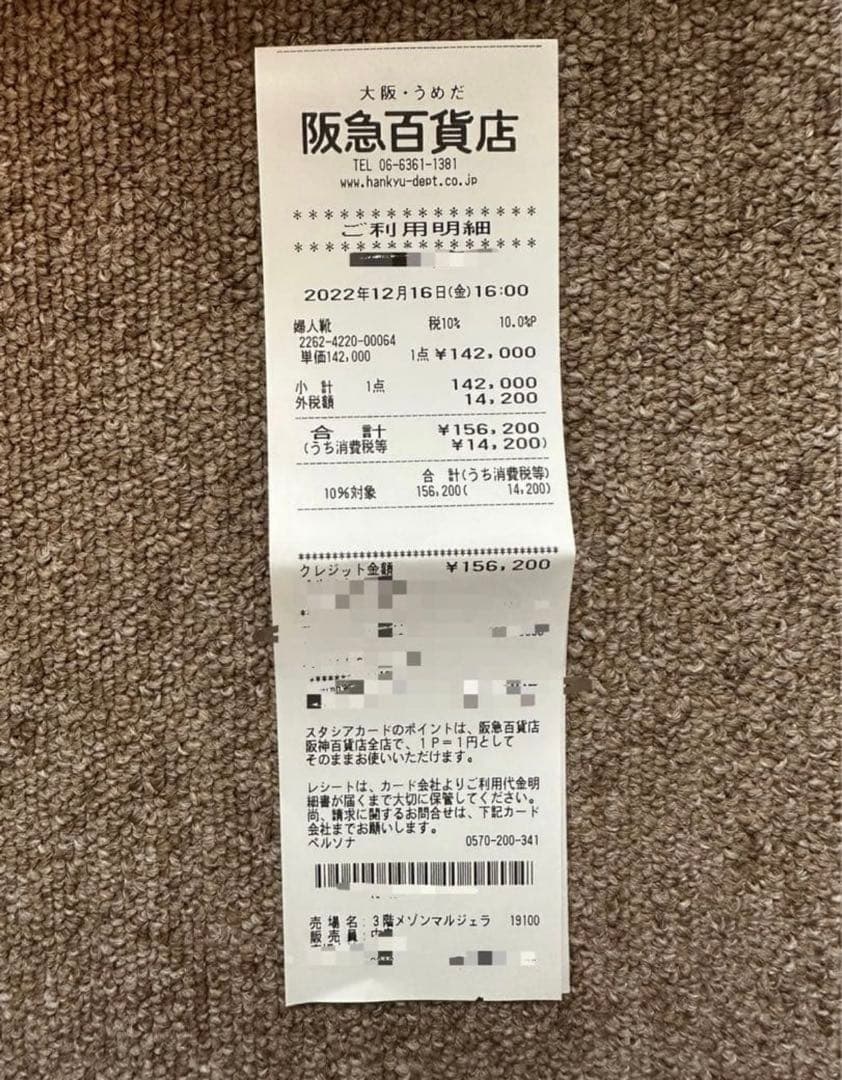 大阪・うめだ
阪急百貨店
TEL 06-6361-1381
www.hankyu-dept.co.jp
****************
ご利用明細
****************
2022年12月16日(金)16:00
婦人靴 税10% 10.0%P
2262-4220-00064
単価142,000 1点 ¥142,000
小 計 1点 142,000
外税額 14,200
合 計 ¥156,200
(うち消費税等 ¥14,200)
合 計(うち消費税等)
10%対象 156,200( 14,200)
クレジット金額 ¥156,200
スタシアカードのポイントは、阪急百貨店
阪神百貨店全店で、1P=1円として
そのままお使いいただけます。
レシートは、カード会社よりご利用代金明
細書が届くまで大切に保管してください。
尚、請求に関するお問合せは、下記カード
会社までお願いします。
ペルソナ 0570-200-341
売 場 名: 3階メゾンマルジェラ 19100
販 売 員: